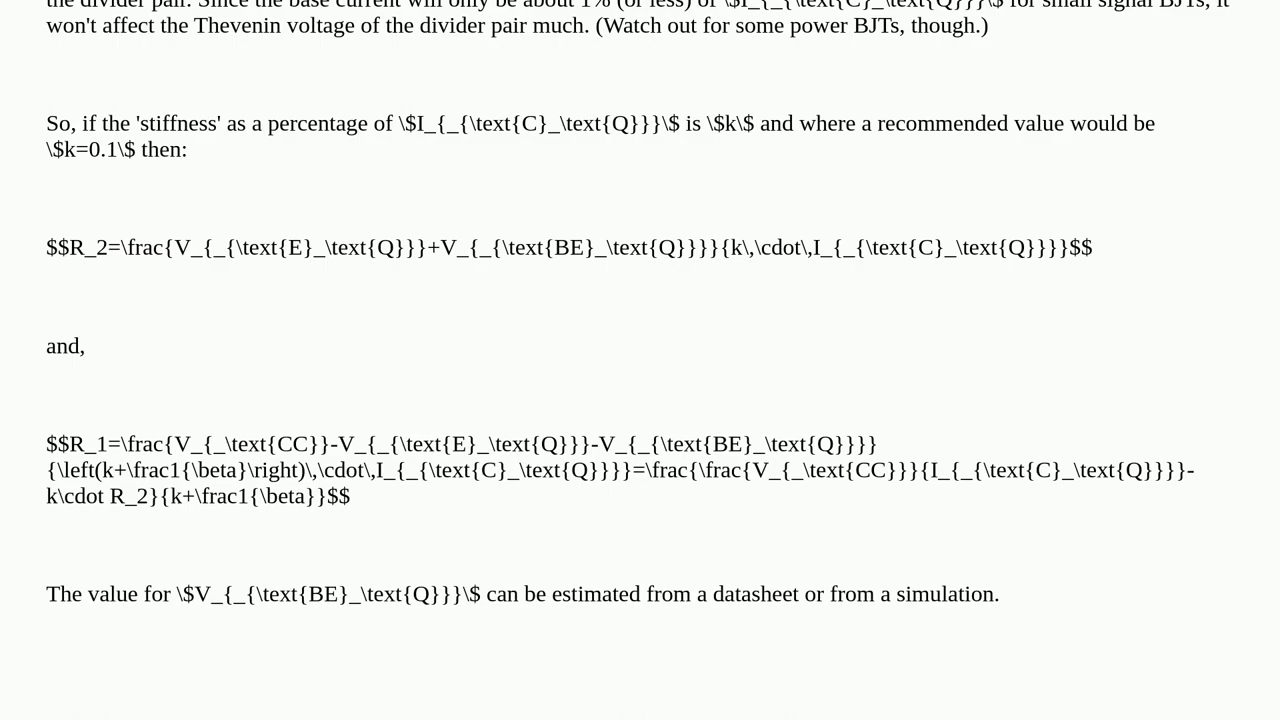 the divider pair. Since the base current will only be about 1% (or less) of \$I_{_{\text{C}_\text{Q}}}\$ for small signal BJTs, it
won't affect the Thevenin voltage of the divider pair much. (Watch out for some power BJTs, though.)
So, if the 'stiffness' as a percentage of \$I_{_{\text{C}_\text{Q}}}\$ is \$k\$ and where a recommended value would be
\$k=0.1\$ then:
$$R_2=\frac{V_{_{\text{E}_\text{Q}}}+V_{_{\text{BE}_\text{Q}}}}{k\,\cdot\,I_{_{\text{C}_\text{Q}}}}$$
and,
$$R_1=\frac{V_{_\text{CC}}-V_{_{\text{E}_\text{Q}}}-V_{_{\text{BE}_\text{Q}}}}
{\left(k+\frac1{\beta}\right)\,\cdot\,I_{_{\text{C}_\text{Q}}}}=\frac{\frac{V_{_\text{CC}}}{I_{_{\text{C}_\text{Q}}}}-
k\cdot R_2}{k+\frac1{\beta}}$$
The value for \$V_{_{\text{BE}_\text{Q}}}\$ can be estimated from a datasheet or from a simulation.